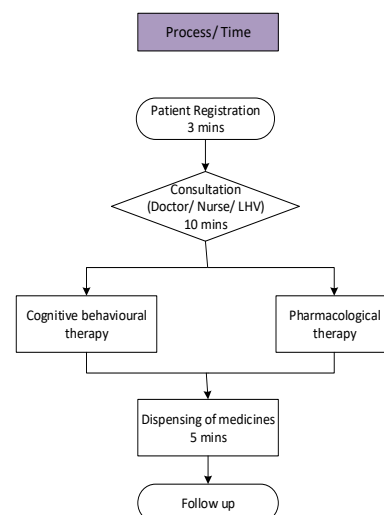 Process/ Time
Patient Registration
3 mins
Consultation
(Doctor/ Nurse/ LHV)
10 mins
Cognitive behavioural
therapy
Pharmacological
therapy
Dispensing of medicines
5 mins
Follow up